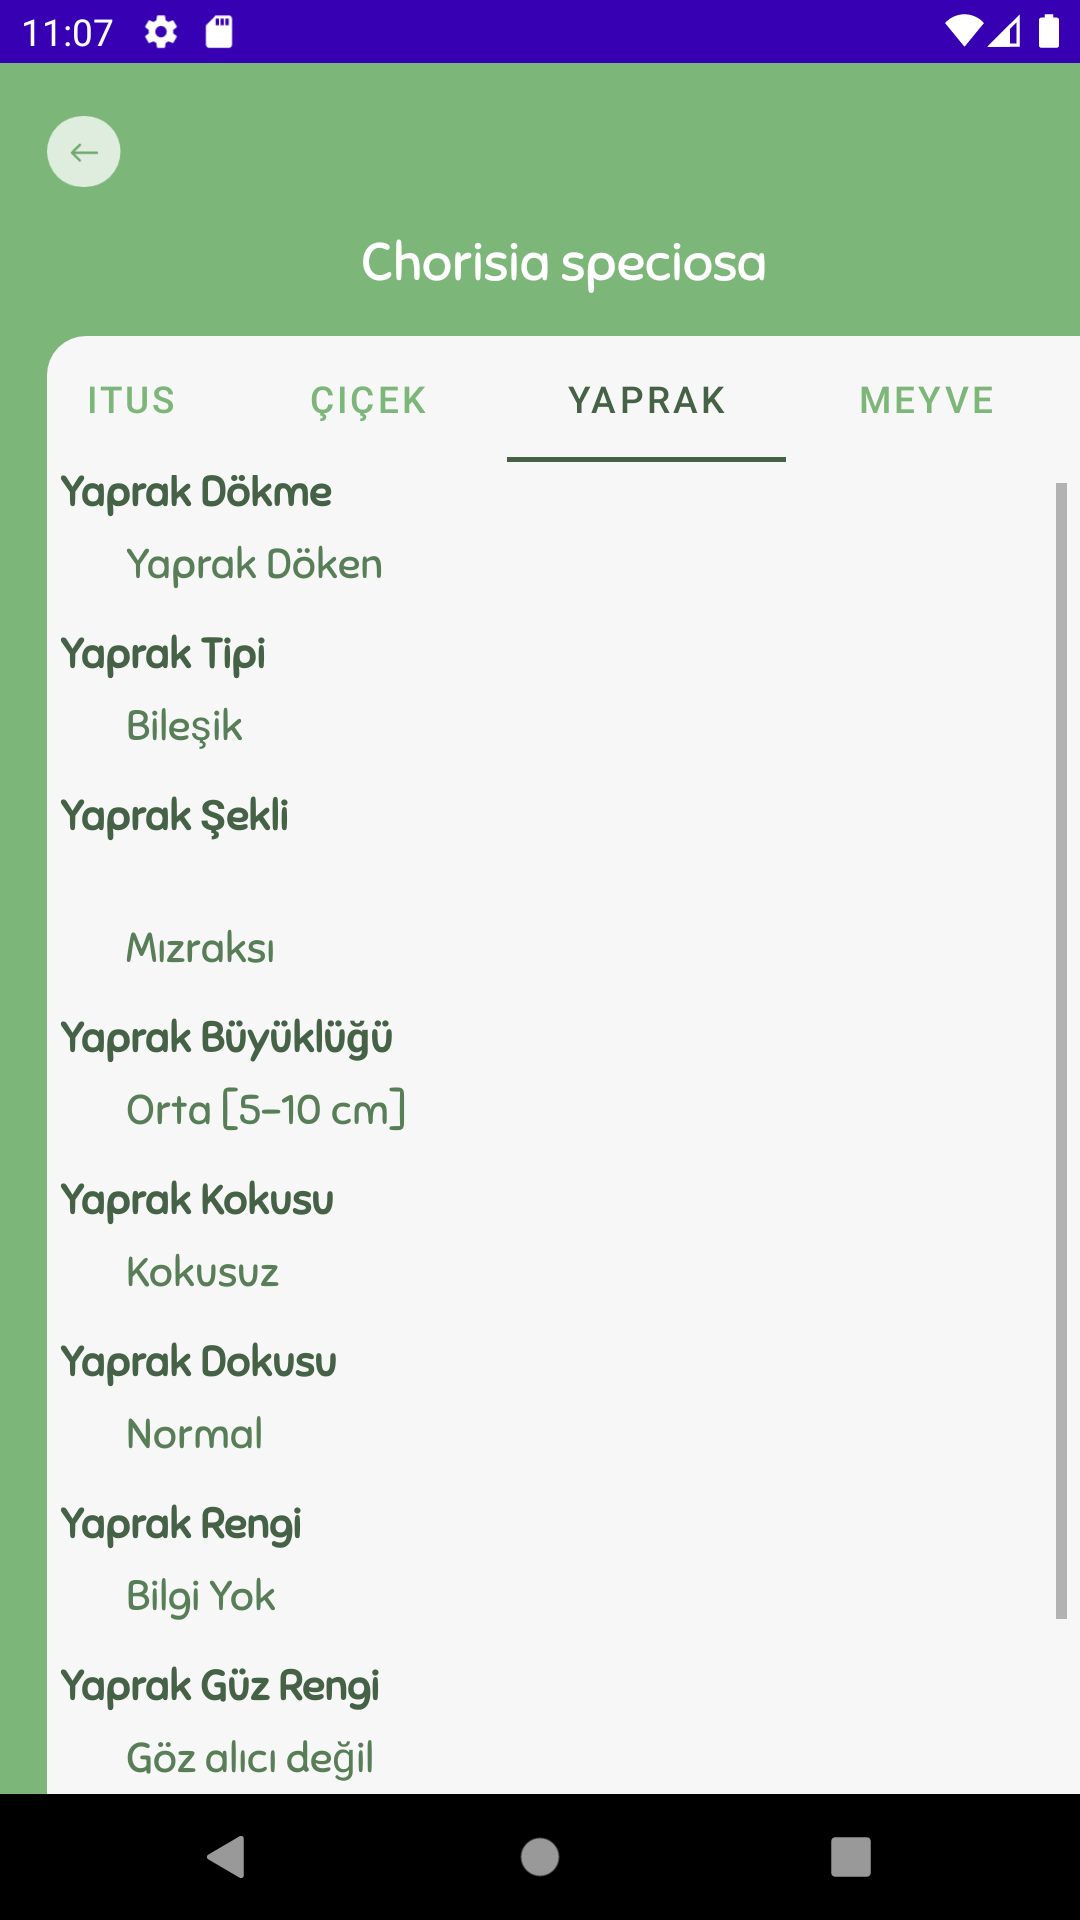 11:07
Chorisia speciosa
ITUS ÇIÇEK YAPRAK MEYVE
Yaprak Dökme
Yaprak Döken
Yaprak Tipi
Bileşik
Yaprak Şekli
Mızraksı
Yaprak Büyüklüğü
Orta [5-10 cm]
Yaprak Kokusu
Kokusuz
Yaprak Dokusu
Normal
Yaprak Rengi
Bilgi Yok
Yaprak Güz Rengi
Göz alıcı değil